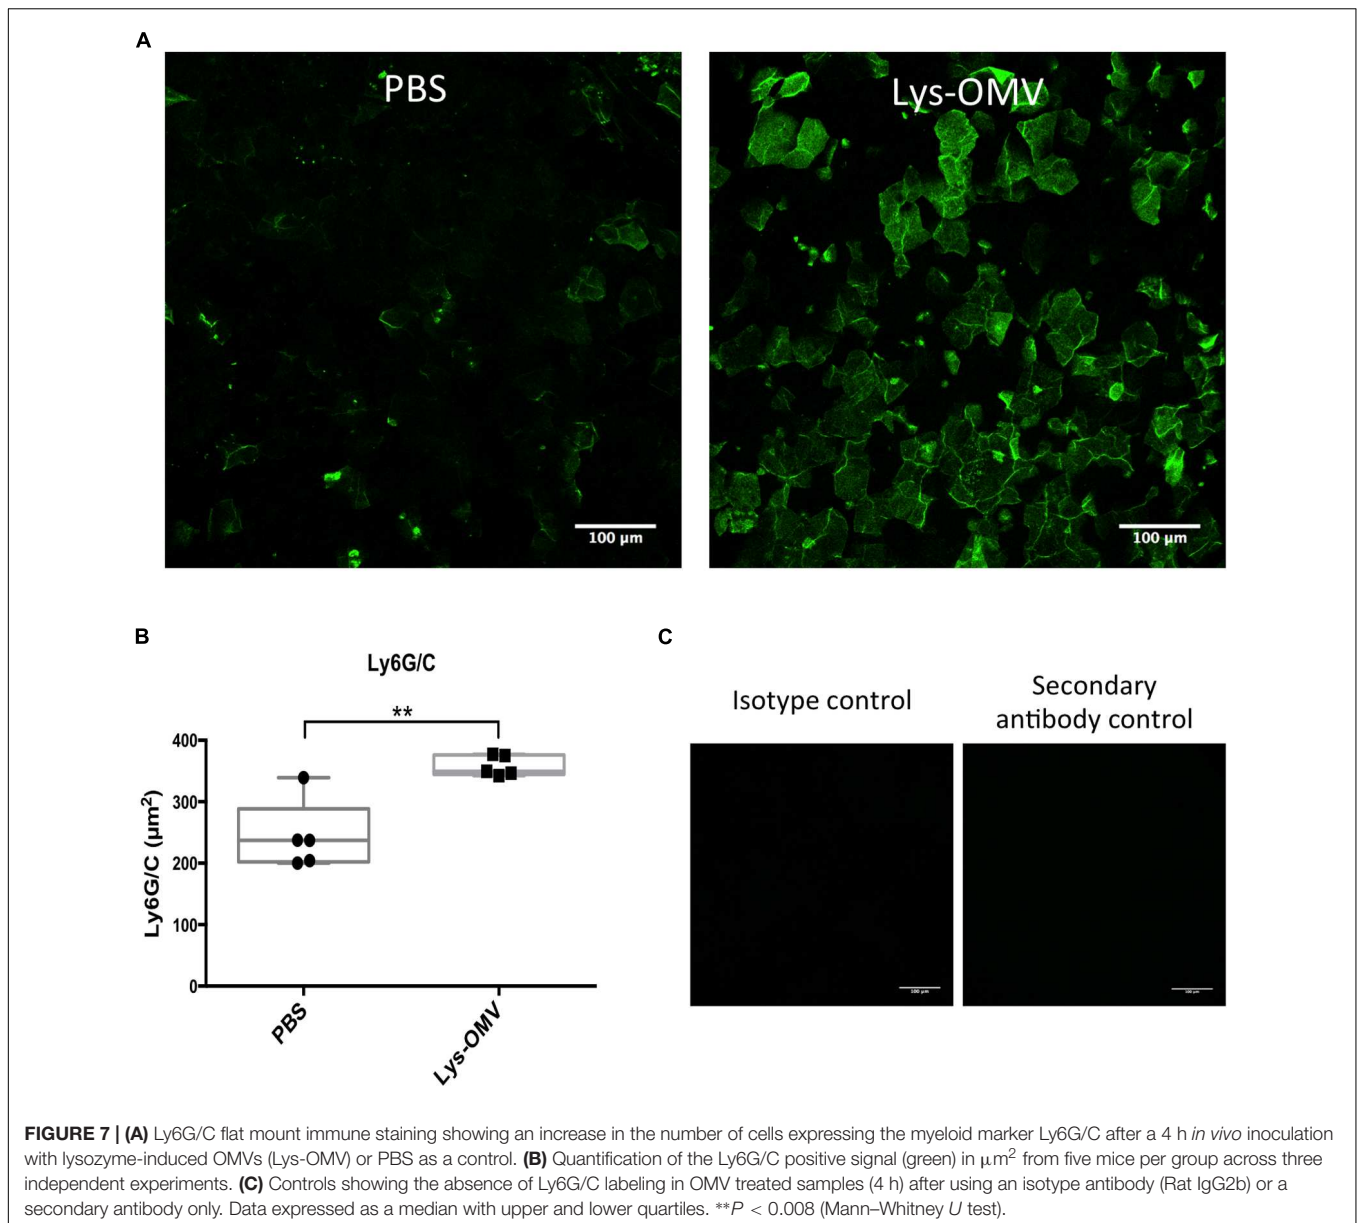 A
PBS
Lys-OMV
100 µm
100 µm
B
C
Ly6G/C
Isotype control
Secondary
antibody control
**
400
300
200
100
0
Ly6G/C (µm²)
PBS
Lys-OMV
100 µm
100 µm
FIGURE 7 | (A) Ly6G/C flat mount immune staining showing an increase in the number of cells expressing the myeloid marker Ly6G/C after a 4 h in vivo inoculation
with lysozyme-induced OMVs (Lys-OMV) or PBS as a control. (B) Quantification of the Ly6G/C positive signal (green) in µm² from five mice per group across three
independent experiments. (C) Controls showing the absence of Ly6G/C labeling in OMV treated samples (4 h) after using an isotype antibody (Rat IgG2b) or a
secondary antibody only. Data expressed as a median with upper and lower quartiles. **P < 0.008 (Mann–Whitney U test).